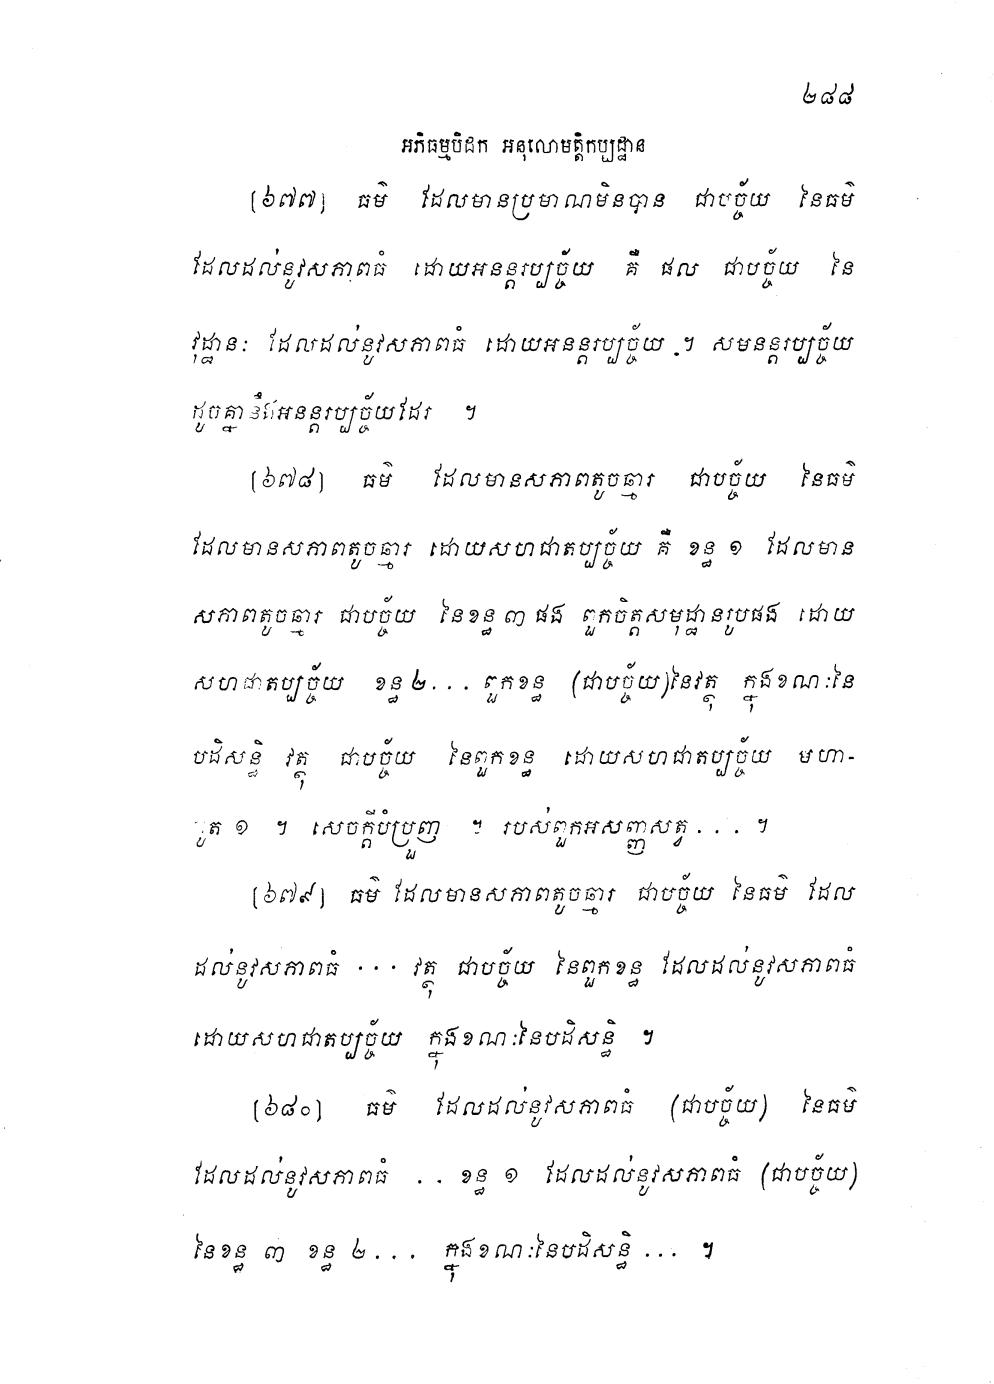 ២៨៨
អភិធម្មបិដក អនុលោមត្តិកប្បដ្ឋាន
[៦៧៧] ធម៌ ដែលមានប្រមាណមិនបាន ជាបច្ច័យ នៃធម៌
ដែលដល់នូវសភាពធំ ដោយអនន្តរប្បច្ច័យ គឺ ផល ជាបច្ច័យ នៃ
វុដ្ឋានៈ ដែលដល់នូវសភាពធំ ដោយអនន្តរប្បច្ច័យ ។ សមនន្តរប្បច្ច័យ
ដូចគ្នា នឹងអនន្តរប្បច្ច័យដែរ ។
[៦៧៨] ធម៌ ដែលមានសភាពតូចឆ្មារ ជាបច្ច័យ នៃធម៌
ដែលមានសភាពតូចឆ្មារ ដោយសហជាតប្បច្ច័យ គឺ ខន្ធ ១ ដែលមាន
សភាពតូចឆ្មារ ជាបច្ច័យ នៃខន្ធ ៣ ផង ពួកចិត្តសមុដ្ឋានរូបផង ដោយ
សហជាតប្បច្ច័យ ខន្ធ ២... ពួកខន្ធ (ជាបច្ច័យ)នៃវត្ថុ ក្នុងខណៈនៃ
បដិសន្ធិ វត្ថុ ជាបច្ច័យ នៃពួកខន្ធ ដោយសហជាតប្បច្ច័យ មហា-
ភូត ១ ។ សេចក្តីបំប្រួញ ។ របស់ពួកអសញ្ញសត្វ... ។
[៦៧៩] ធម៌ ដែលមានសភាពតូចឆ្មារ ជាបច្ច័យ នៃធម៌ ដែល
ដល់នូវសភាពធំ ... វត្ថុ ជាបច្ច័យ នៃពួកខន្ធ ដែលដល់នូវសភាពធំ
ដោយសហជាតប្បច្ច័យ ក្នុងខណៈនៃបដិសន្ធិ ។
[៦៨០] ធម៌ ដែលដល់នូវសភាពធំ (ជាបច្ច័យ) នៃធម៌
ដែលដល់នូវសភាពធំ .. ខន្ធ ១ ដែលដល់នូវសភាពធំ (ជាបច្ច័យ)
នៃខន្ធ ៣ ខន្ធ ២... ក្នុងខណៈនៃបដិសន្ធិ ... ។